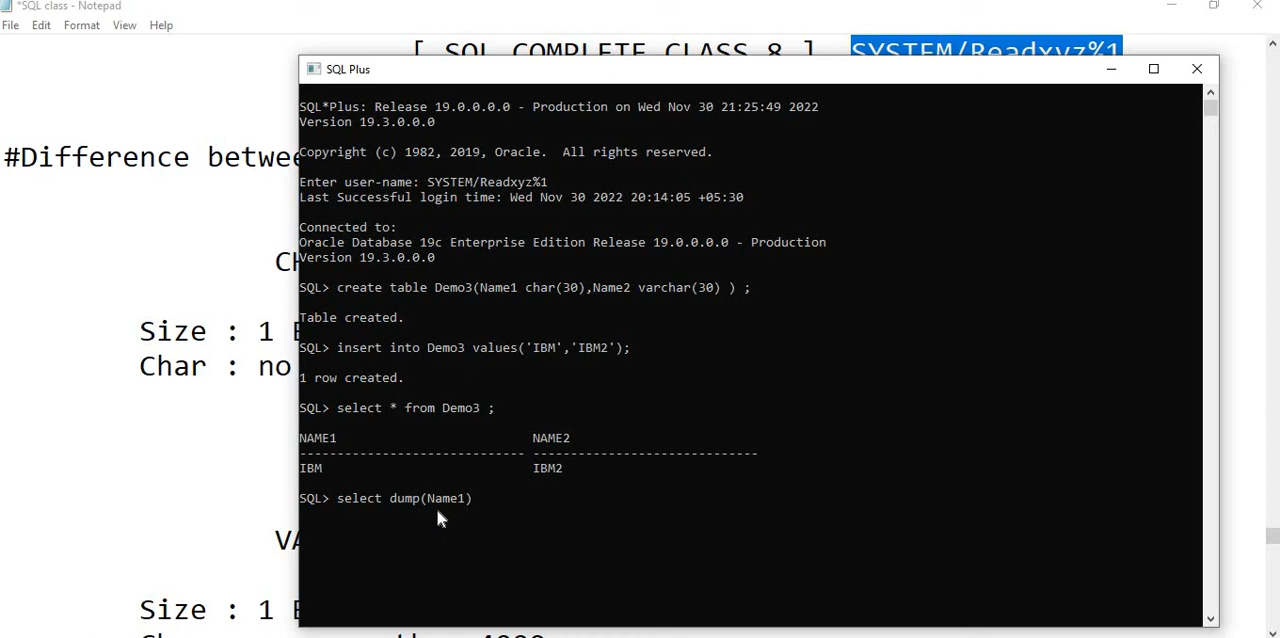 *SQL class - Notepad
File Edit Format View Help
[ SQL COMPLETE CLASS 8 ] SYSTEM/Readxyz%1
SQL Plus
SQL*Plus: Release 19.0.0.0.0 - Production on Wed Nov 30 21:25:49 2022
Version 19.3.0.0.0
#Difference
Copyright (c) 1982, 2019, Oracle. All rights reserved.
Enter user-name: SYSTEM/Readxyz%1
Last Successful login time: Wed Nov 30 2022 20:14:05 +05:30
Connected to:
Oracle Database 19c Enterprise Edition Release 19.0.0.0.0 - Production
Version 19.3.0.0.0
SQL> create table Demo3(Name1 char(30),Name2 varchar(30) ) ;
Table created.
Size : 1
SQL> insert into Demo3 values('IBM','IBM2');
Char : no
1 row created.
SQL> select * from Demo3 ;
NAME1 NAME2
------------------------------ ------------------------------
IBM IBM2
SQL> select dump(Name1)
Size : 1